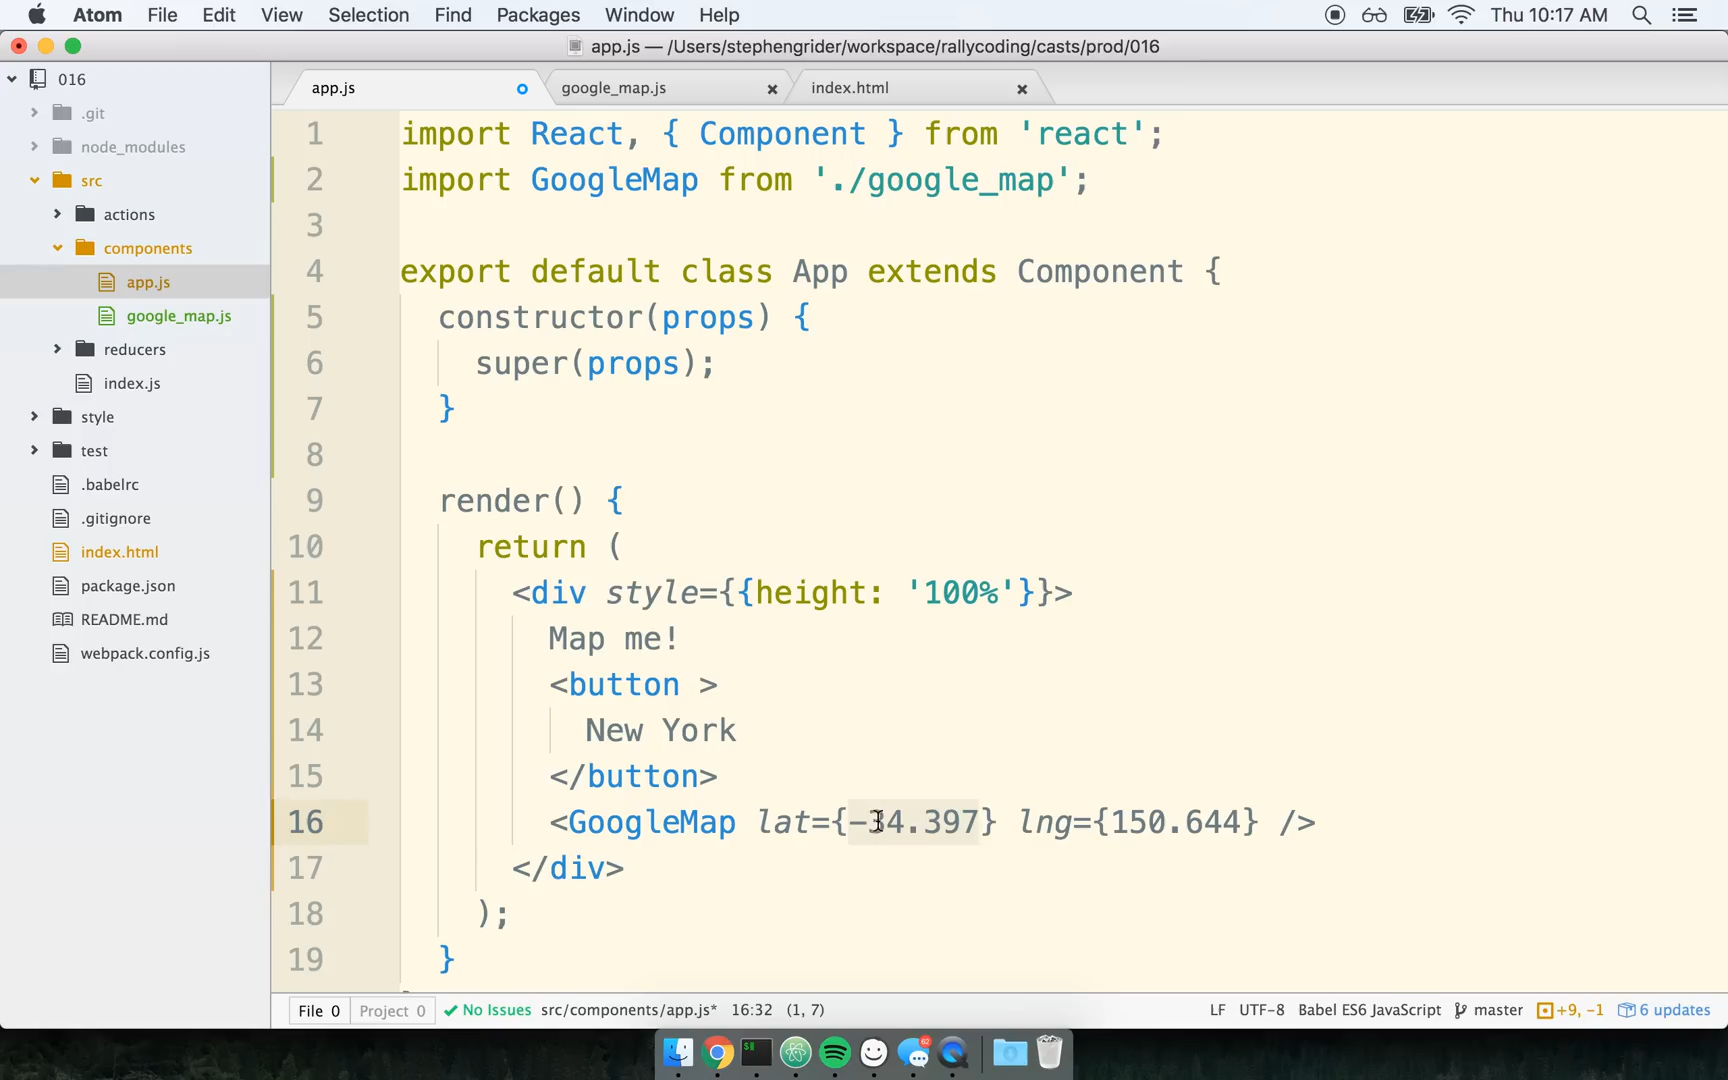 Atom File Edit View Selection Find Packages Window Help Thu 10:17 AM
app.js — /Users/stephengrider/workspace/rallycoding/casts/prod/016
016
.git
node_modules
src
actions
components
app.js
google_map.js
reducers
index.js
style
test
.babelrc
.gitignore
index.html
package.json
README.md
webpack.config.js
app.js google_map.js index.html
1 import React, { Component } from 'react';
2 import GoogleMap from './google_map';
3
4 export default class App extends Component {
5 constructor(props) {
6 super(props);
7 }
8
9 render() {
10 return (
11 <div style={{height: '100%'}}>
12 Map me!
13 <button >
14 New York
15 </button>
16 <GoogleMap lat={-34.397} lng={150.644} />
17 </div>
18 );
19 }
File 0 Project 0 No Issues src/components/app.js* 16:32 (1, 7) LF UTF-8 Babel ES6 JavaScript master +9, -1 6 updates
62